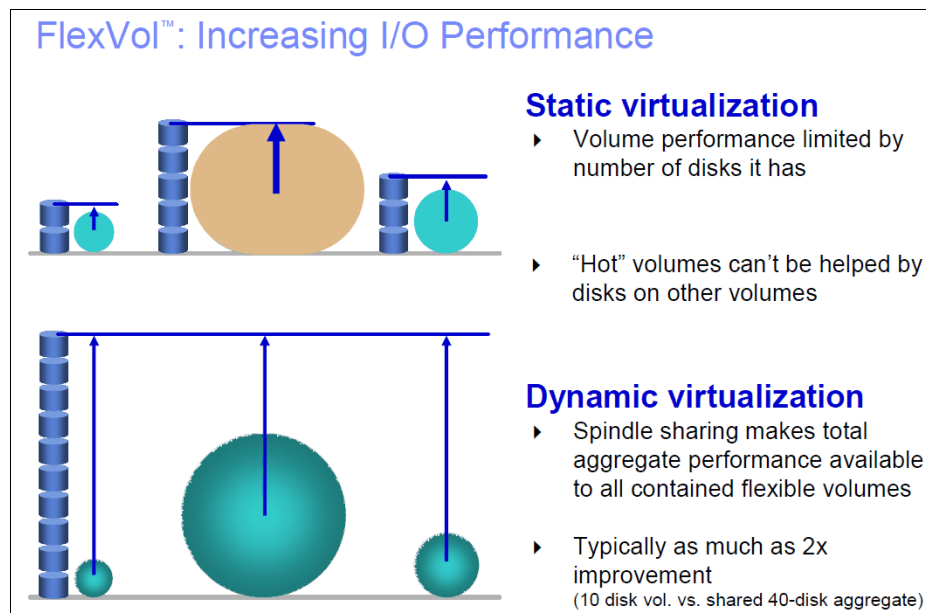 FlexVol™: Increasing I/O Performance
Static virtualization
Volume performance limited by
number of disks it has
“Hot” volumes can’t be helped by
disks on other volumes
Dynamic virtualization
Spindle sharing makes total
aggregate performance available
to all contained flexible volumes
Typically as much as 2x
improvement
(10 disk vol. vs. shared 40-disk aggregate)